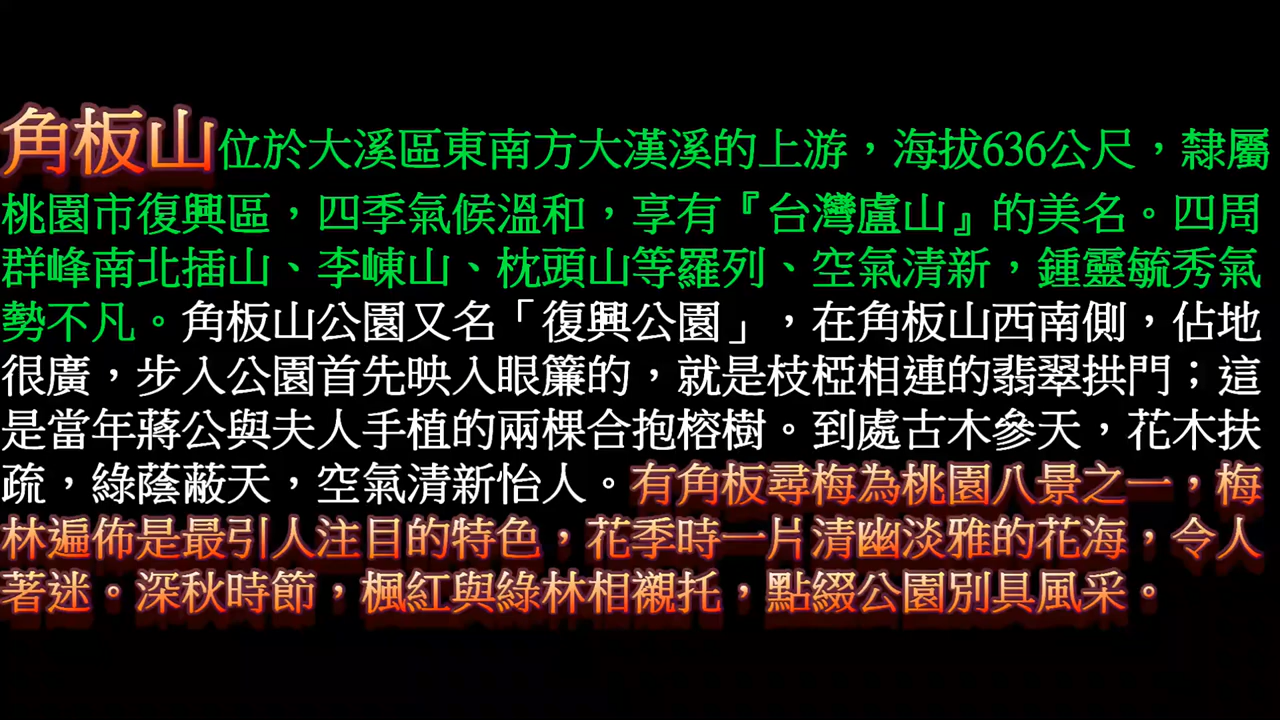 角板山位於大溪區東南方大漢溪的上游，海拔636公尺，隸屬
桃園市復興區，四季氣候溫和，享有『台灣盧山』的美名。四周
群峰南北插山、李崠山、枕頭山等羅列、空氣清新，鍾靈毓秀氣
勢不凡。角板山公園又名「復興公園」，在角板山西南側，佔地
很廣，步入公園首先映入眼簾的，就是枝椏相連的翡翠拱門；這
是當年蔣公與夫人手植的兩棵合抱榕樹。到處古木參天，花木扶
疏，綠蔭蔽天，空氣清新怡人。有角板尋梅為桃園八景之一，梅
林遍佈是最引人注目的特色，花季時一片清幽淡雅的花海，令人
著迷。深秋時節，楓紅與綠林相襯托，點綴公園別具風采。